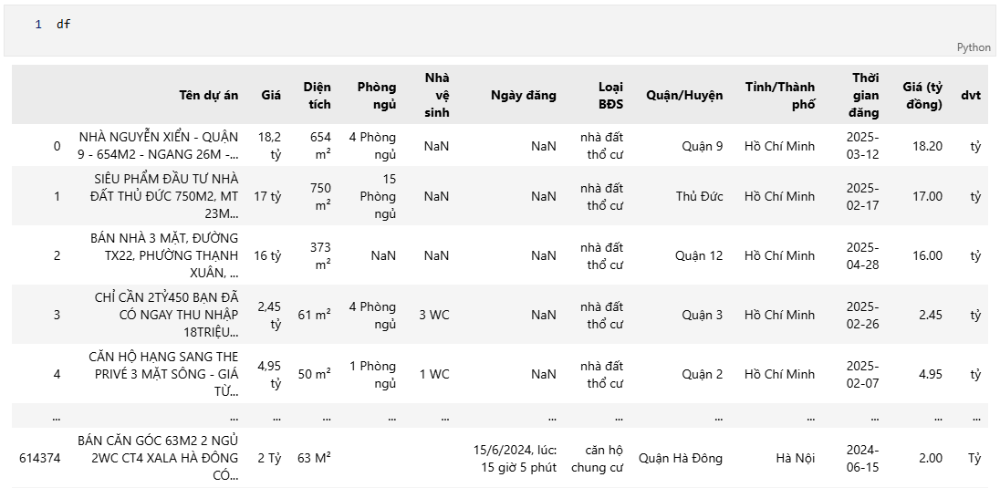 1 df
Python
Tên dự án Giá Diện tích Phòng ngủ Nhà vệ sinh Ngày đăng Loại BĐS Quận/Huyện Tỉnh/Thành phố Thời gian đăng Giá (tỷ đồng) dvt
0 NHÀ NGUYỄN XIỂN - QUẬN 9 - 654M2 - NGANG 26M -... 18,2 tỷ 654 m² 4 Phòng ngủ NaN NaN nhà đất thổ cư Quận 9 Hồ Chí Minh 2025-03-12 18.20 tỷ
1 SIÊU PHẨM ĐẦU TƯ NHÀ ĐẤT THỦ ĐỨC 750M2, MT 23M... 17 tỷ 750 m² 15 Phòng ngủ NaN NaN nhà đất thổ cư Thủ Đức Hồ Chí Minh 2025-02-17 17.00 tỷ
2 BÁN NHÀ 3 MẶT, ĐƯỜNG TX22, PHƯỜNG THẠNH XUÂN, ... 16 tỷ 373 m² NaN NaN NaN nhà đất thổ cư Quận 12 Hồ Chí Minh 2025-04-28 16.00 tỷ
3 CHỈ CẦN 2TỶ450 BẠN ĐÃ CÓ NGAY THU NHẬP 18TRIỆU... 2,45 tỷ 61 m² 4 Phòng ngủ 3 WC NaN nhà đất thổ cư Quận 3 Hồ Chí Minh 2025-02-26 2.45 tỷ
4 CĂN HỘ HẠNG SANG THE PRIVÉ 3 MẶT SÔNG - GIÁ TỪ... 4,95 tỷ 50 m² 1 Phòng ngủ 1 WC NaN nhà đất thổ cư Quận 2 Hồ Chí Minh 2025-02-07 4.95 tỷ
... ... ... ... ... ... ... ... ... ... ... ... ...
614374 BÁN CĂN GÓC 63M2 2 NGỦ 2WC CT4 XALA HÀ ĐÔNG CÓ... 2 Tỷ 63 M² 15/6/2024, lúc: 15 giờ 5 phút căn hộ chung cư Quận Hà Đông Hà Nội 2024-06-15 2.00 Tỷ